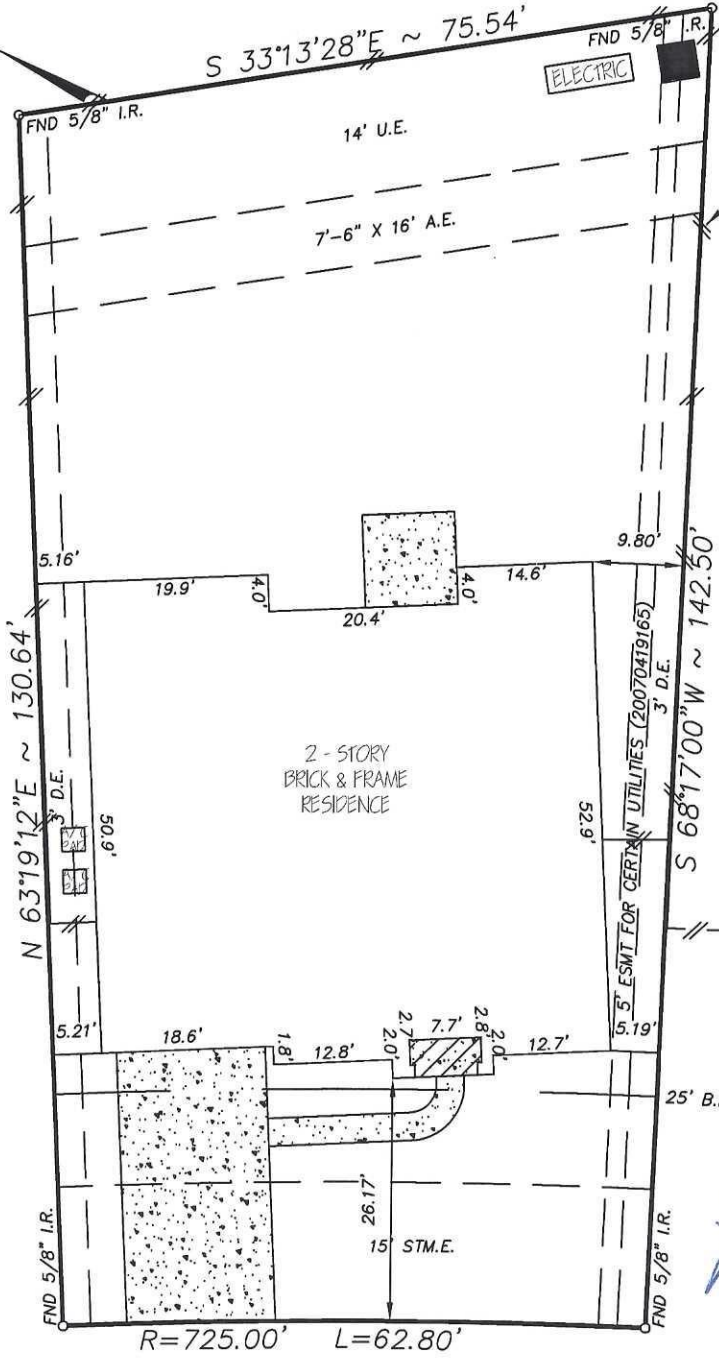 S 33°13'28"E ~ 75.54'
FND 5/8" I.R.
FND 5/8" I.R.
ELECTRIC
14' U.E.
7'-6" X 16' A.E.
5.16'
19.9'
4.0'
20.4'
4.0'
14.6'
9.80'
N 63°19'12"E ~ 130.64'
S 68°17'00"W ~ 142.50'
3' D.E.
50.9'
2 - STORY
BRICK & FRAME
RESIDENCE
52.9'
5' ESMT FOR CERTAIN UTILITIES (20070419165)
3' D.E.
A/C
PAD
A/C
PAD
5.21'
18.6'
1.8'
12.8'
2.0'
2.7'
7.7'
2.8'
2.0'
12.7'
5.19'
25' B.
26.17'
15' STM.E.
FND 5/8" I.R.
FND 5/8" I.R.
R=725.00' L=62.80'